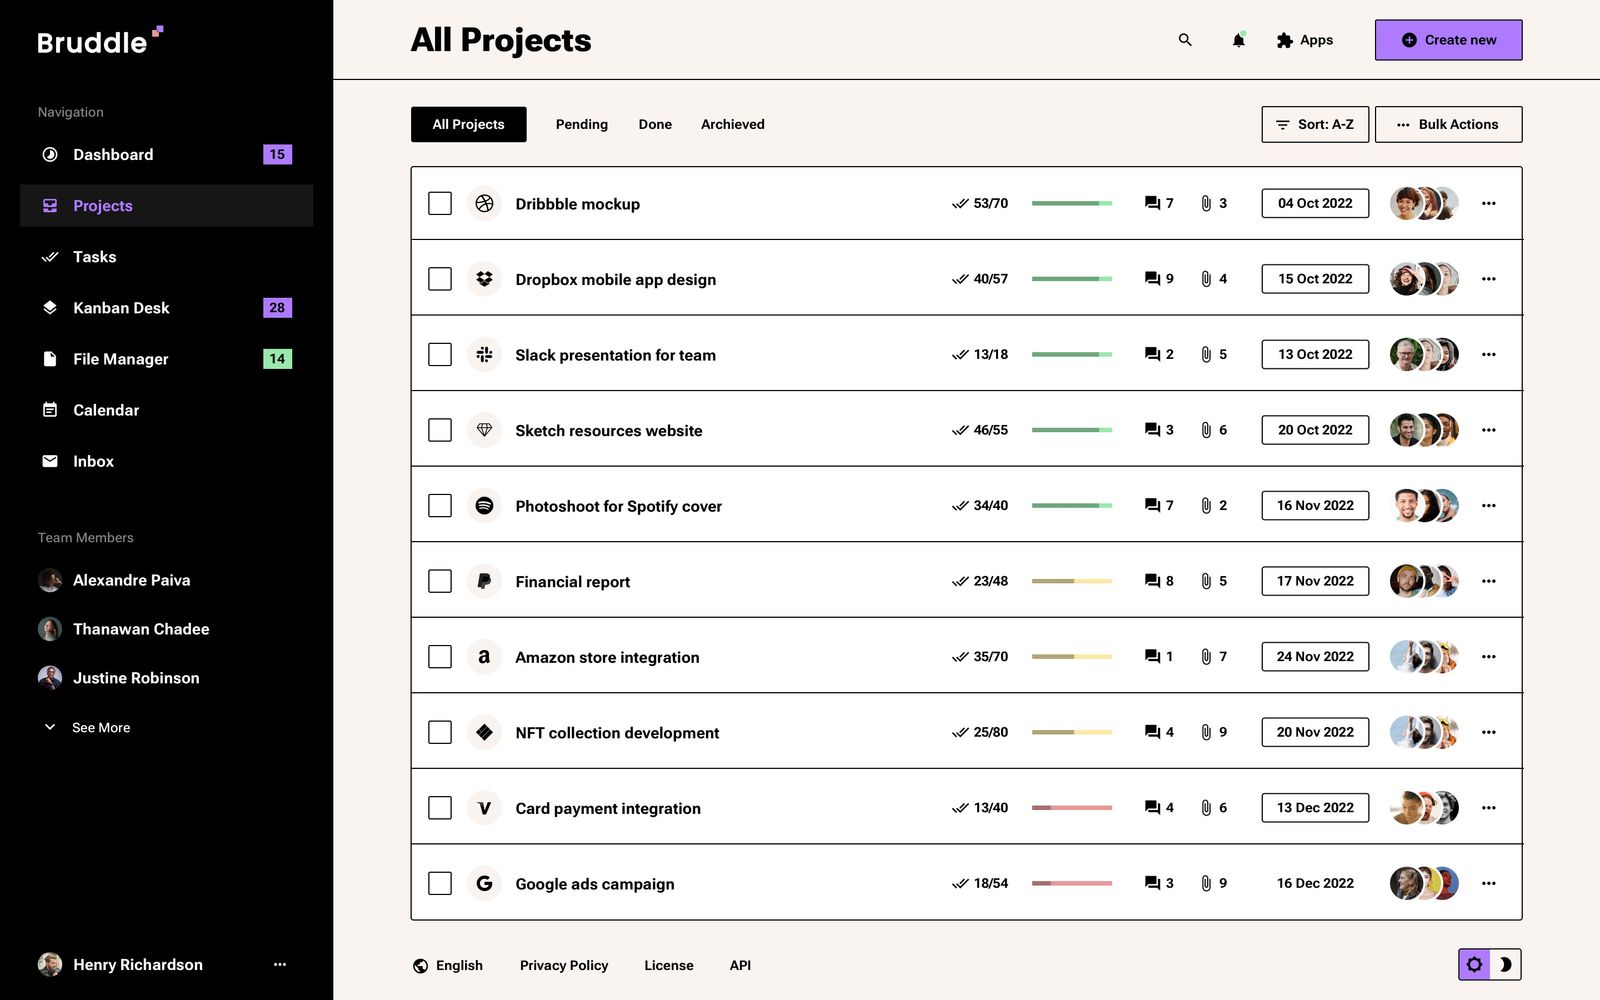 Bruddle
Navigation
Dashboard 15
Projects
Tasks
Kanban Desk 28
File Manager 14
Calendar
Inbox
Team Members
Alexandre Paiva
Thanawan Chadee
Justine Robinson
See More
Henry Richardson
All Projects
Apps
Create new
All Projects Pending Done Archieved
Sort: A-Z Bulk Actions
Dribbble mockup 53/70 7 3 04 Oct 2022
Dropbox mobile app design 40/57 9 4 15 Oct 2022
Slack presentation for team 13/18 2 5 13 Oct 2022
Sketch resources website 46/55 3 6 20 Oct 2022
Photoshoot for Spotify cover 34/40 7 2 16 Nov 2022
Financial report 23/48 8 5 17 Nov 2022
a Amazon store integration 35/70 1 7 24 Nov 2022
NFT collection development 25/80 4 9 20 Nov 2022
V Card payment integration 13/40 4 6 13 Dec 2022
G Google ads campaign 18/54 3 9 16 Dec 2022
English Privacy Policy License API